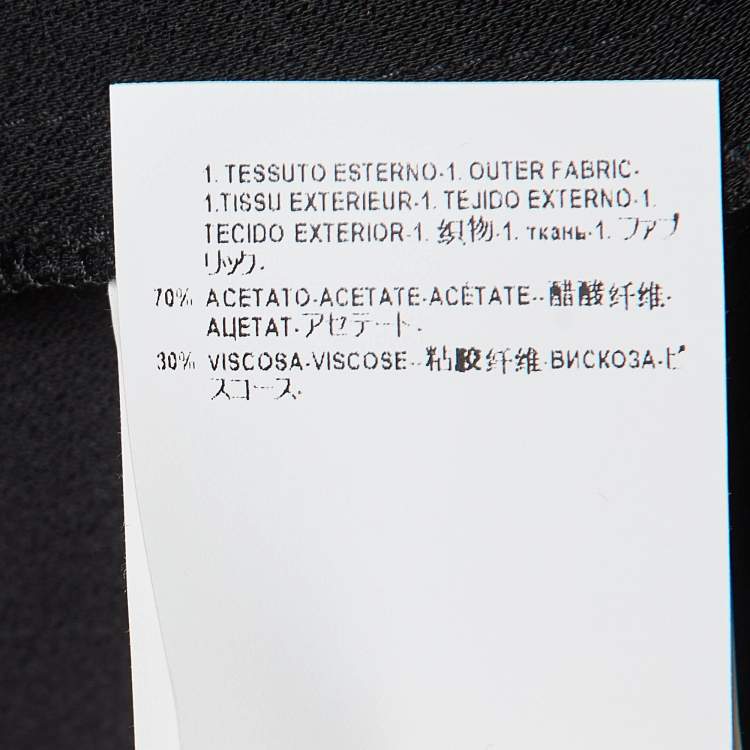 1. TESSUTO ESTERNO-1. OUTER FABRIC-
1.TISSU EXTERIEUR-1. TEJIDO EXTERNO-1.
TECIDO EXTERIOR-1. 织物-1. ткань-1. ファブ
リック.
70% ACETATO-ACETATE-ACÉTATE--醋酸纤维-
АЦЕТАТ-アセテート.
30% VISCOSA-VISCOSE--粘胶纤维-ВИСКОЗА-ビ
スコース.